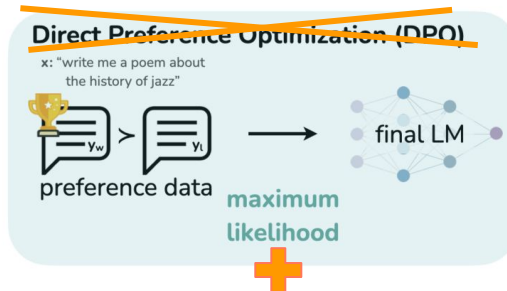 Direct Preference Optimization (DPO)
x: “write me a poem about
the history of jazz”
yw > yl
final LM
preference data
maximum
likelihood